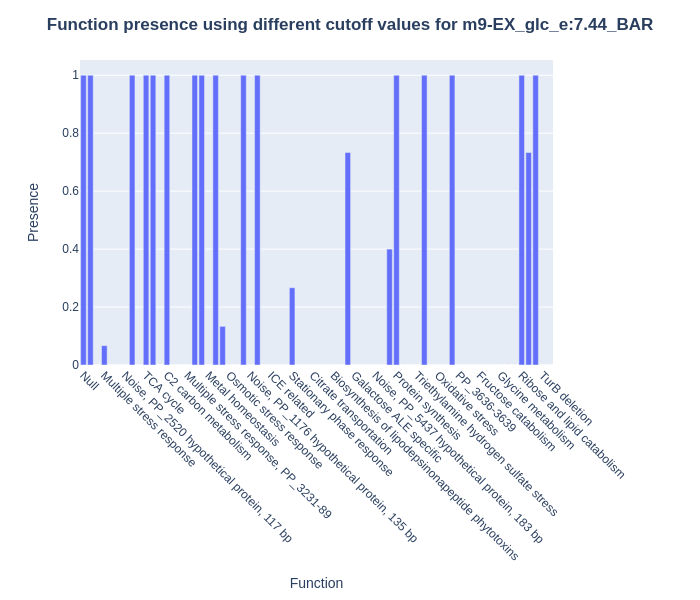 Function presence using different cutoff values for m9-EX_glc_e:7.44_BAR
1
0.8
0.6
0.4
0.2
0
Presence
Null
Multiple stress response
Noise, PP_2520 hypothetical protein, 117 bp
TCA cycle
C2 carbon metabolism
Multiple stress response, PP_3231-89
Metal homeostasis
Osmotic stress response
Noise, PP_1176 hypothetical protein, 135 bp
ICE related
Stationary phase response
Citrate transportation
Biosynthesis of lipodepsinonapeptide phytotoxins
Galactose ALE specific
Noise, PP_5437 hypothetical protein, 183 bp
Protein synthesis
Triethylamine hydrogen sulfate stress
Oxidative stress
PP_3636-3639
Fructose catabolism
Glycine metabolism
Ribose and lipid catabolism
TurB deletion
Function